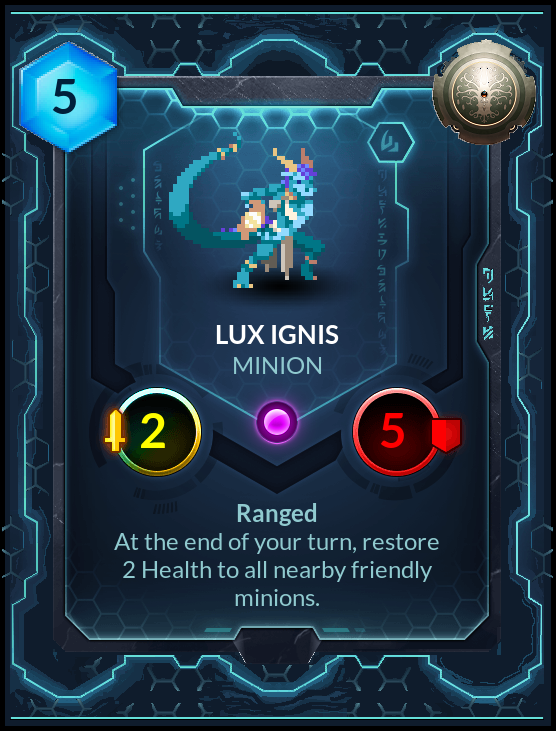 5
LUX IGNIS
MINION
2
5
Ranged
At the end of your turn, restore
2 Health to all nearby friendly
minions.